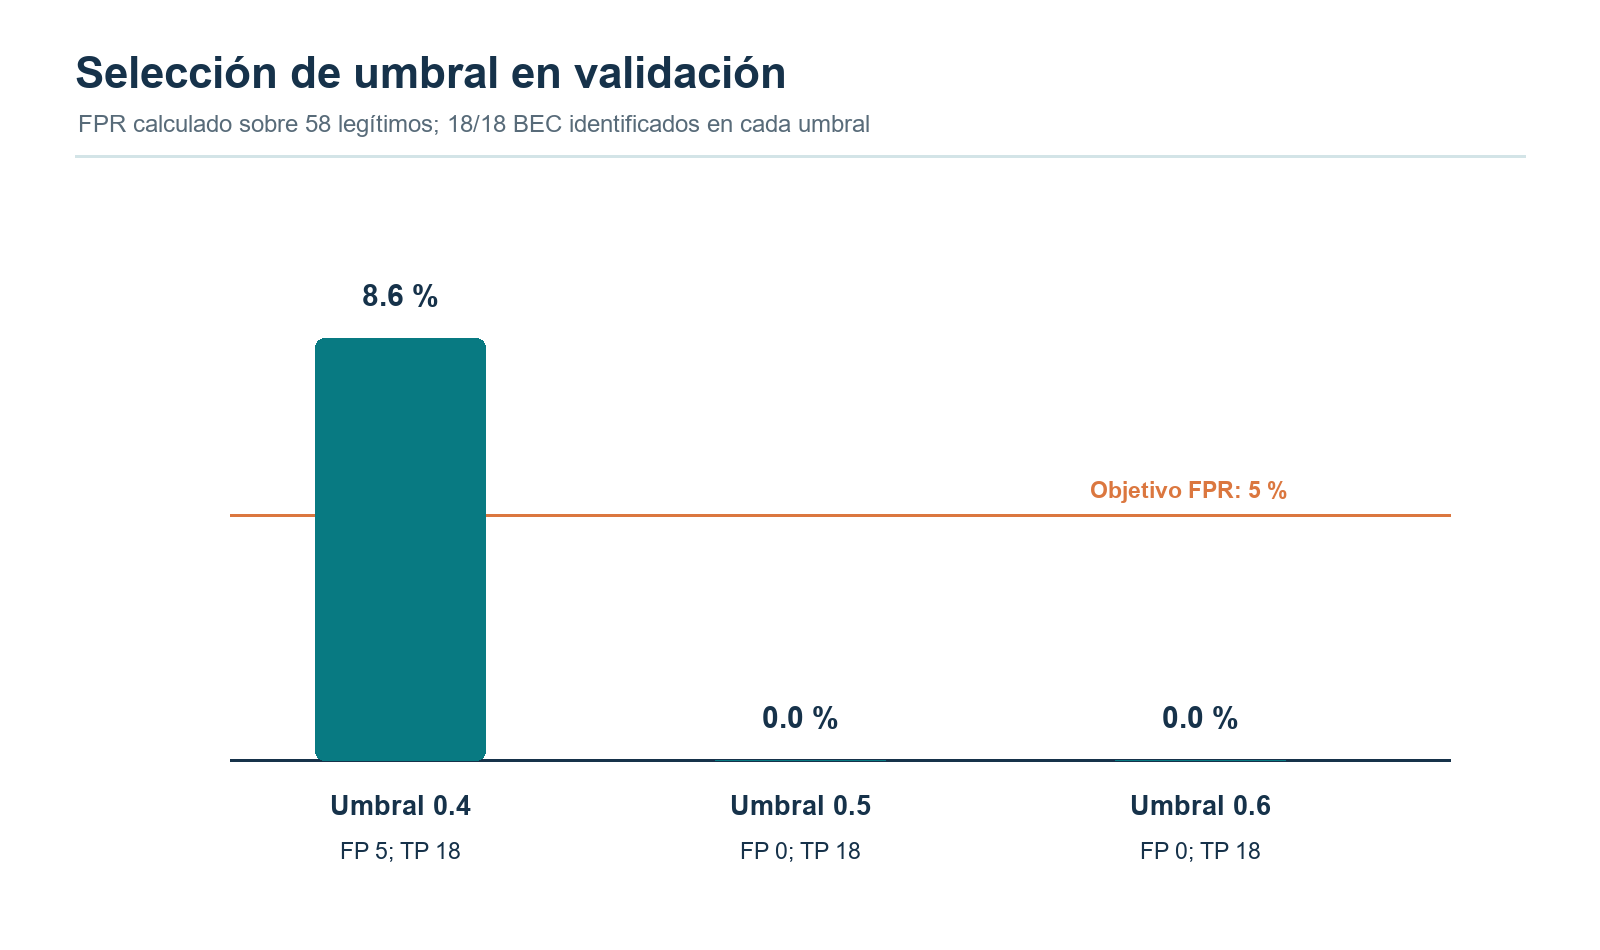 Selección de umbral en validación
FPR calculado sobre 58 legítimos; 18/18 BEC identificados en cada umbral
8.6 %
Objetivo FPR: 5 %
0.0 %
0.0 %
Umbral 0.4
Umbral 0.5
Umbral 0.6
FP 5; TP 18
FP 0; TP 18
FP 0; TP 18